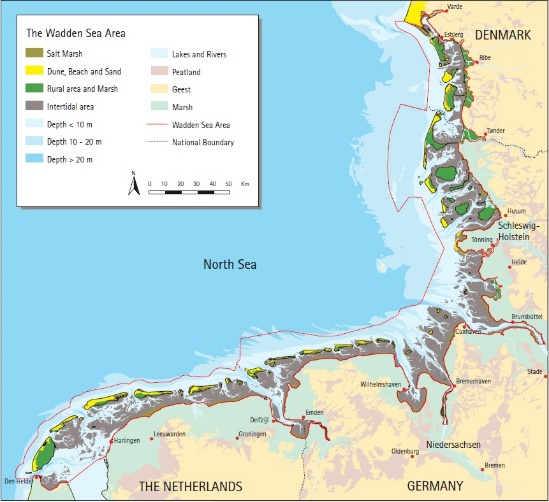 The Wadden Sea Area
Salt Marsh
Dune, Beach and Sand
Rural area and Marsh
Intertidal area
Depth < 10 m
Depth 10 - 20 m
Depth > 20 m
Lakes and Rivers
Peatland
Geest
Marsh
Wadden Sea Area
National Boundary
N
0 10 20 30 40 50 Km
Varde
Esbjerg
DENMARK
Ribe
Tønder
Husum
Schleswig-
Holstein
Tönning
Heide
North Sea
Brunsbüttel
Cuxhaven
Stade
Wilhelmshaven
Bremerhaven
Emden
Delfzijl
Groningen
Leeuwarden
Harlingen
Den Helder
Niedersachsen
Oldenburg
Bremen
THE NETHERLANDS
GERMANY